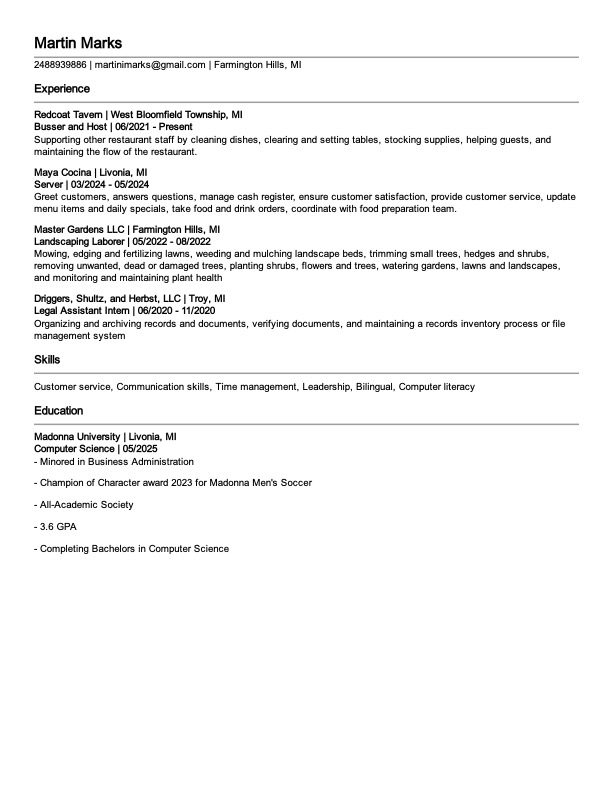 Martin Marks
2488939886 | martinimarks@gmail.com | Farmington Hills, MI
Experience
Redcoat Tavern | West Bloomfield Township, MI
Busser and Host | 06/2021 - Present
Supporting other restaurant staff by cleaning dishes, clearing and setting tables, stocking supplies, helping guests, and
maintaining the flow of the restaurant.
Maya Cocina | Livonia, MI
Server | 03/2024 - 05/2024
Greet customers, answers questions, manage cash register, ensure customer satisfaction, provide customer service, update
menu items and daily specials, take food and drink orders, coordinate with food preparation team.
Master Gardens LLC | Farmington Hills, MI
Landscaping Laborer | 05/2022 - 08/2022
Mowing, edging and fertilizing lawns, weeding and mulching landscape beds, trimming small trees, hedges and shrubs,
removing unwanted, dead or damaged trees, planting shrubs, flowers and trees, watering gardens, lawns and landscapes,
and monitoring and maintaining plant health
Driggers, Shultz, and Herbst, LLC | Troy, MI
Legal Assistant Intern | 06/2020 - 11/2020
Organizing and archiving records and documents, verifying documents, and maintaining a records inventory process or file
management system
Skills
Customer service, Communication skills, Time management, Leadership, Bilingual, Computer literacy
Education
Madonna University | Livonia, MI
Computer Science | 05/2025
- Minored in Business Administration
- Champion of Character award 2023 for Madonna Men's Soccer
- All-Academic Society
- 3.6 GPA
- Completing Bachelors in Computer Science